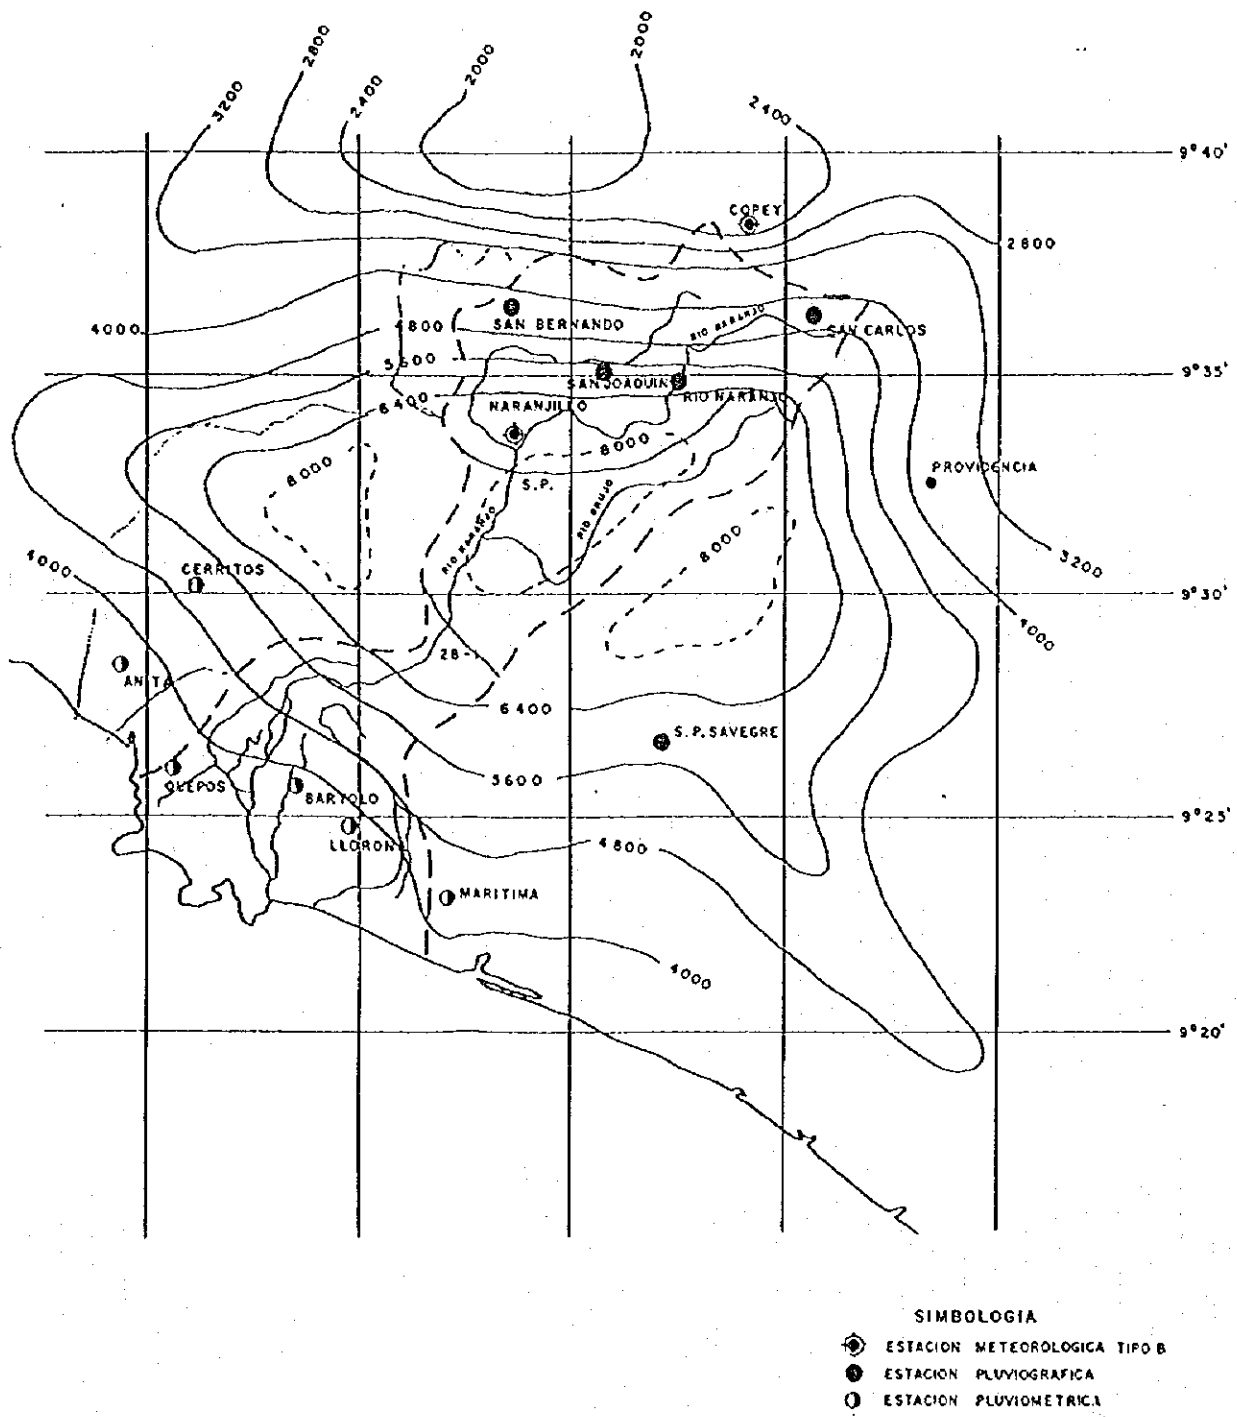 2000
2800
2000
2400
3200
2400
9°40'
COPEY
2800
SAN BERNANDO
RIO NARANJO
SAN CARLOS
4000
4800
5600
9°35'
SAN JOAQUIN
RIO NARANJO
6400
NARANJILLO
8000
8000
PROVIDENCIA
S.P.
RIO NARANJO
RIO BRUJO
8000
3200
4000
CERRITOS
9°30'
4000
28-
ANITA
6400
S.P. SAVEGRE
QUEPOS
5600
BARTOLO
9°25'
LLORONA
4800
MARITIMA
4000
9°20'
SIMBOLOGIA
ESTACION METEOROLOGICA TIPO B
ESTACION PLUVIOGRAFICA
ESTACION PLUVIOMETRICA